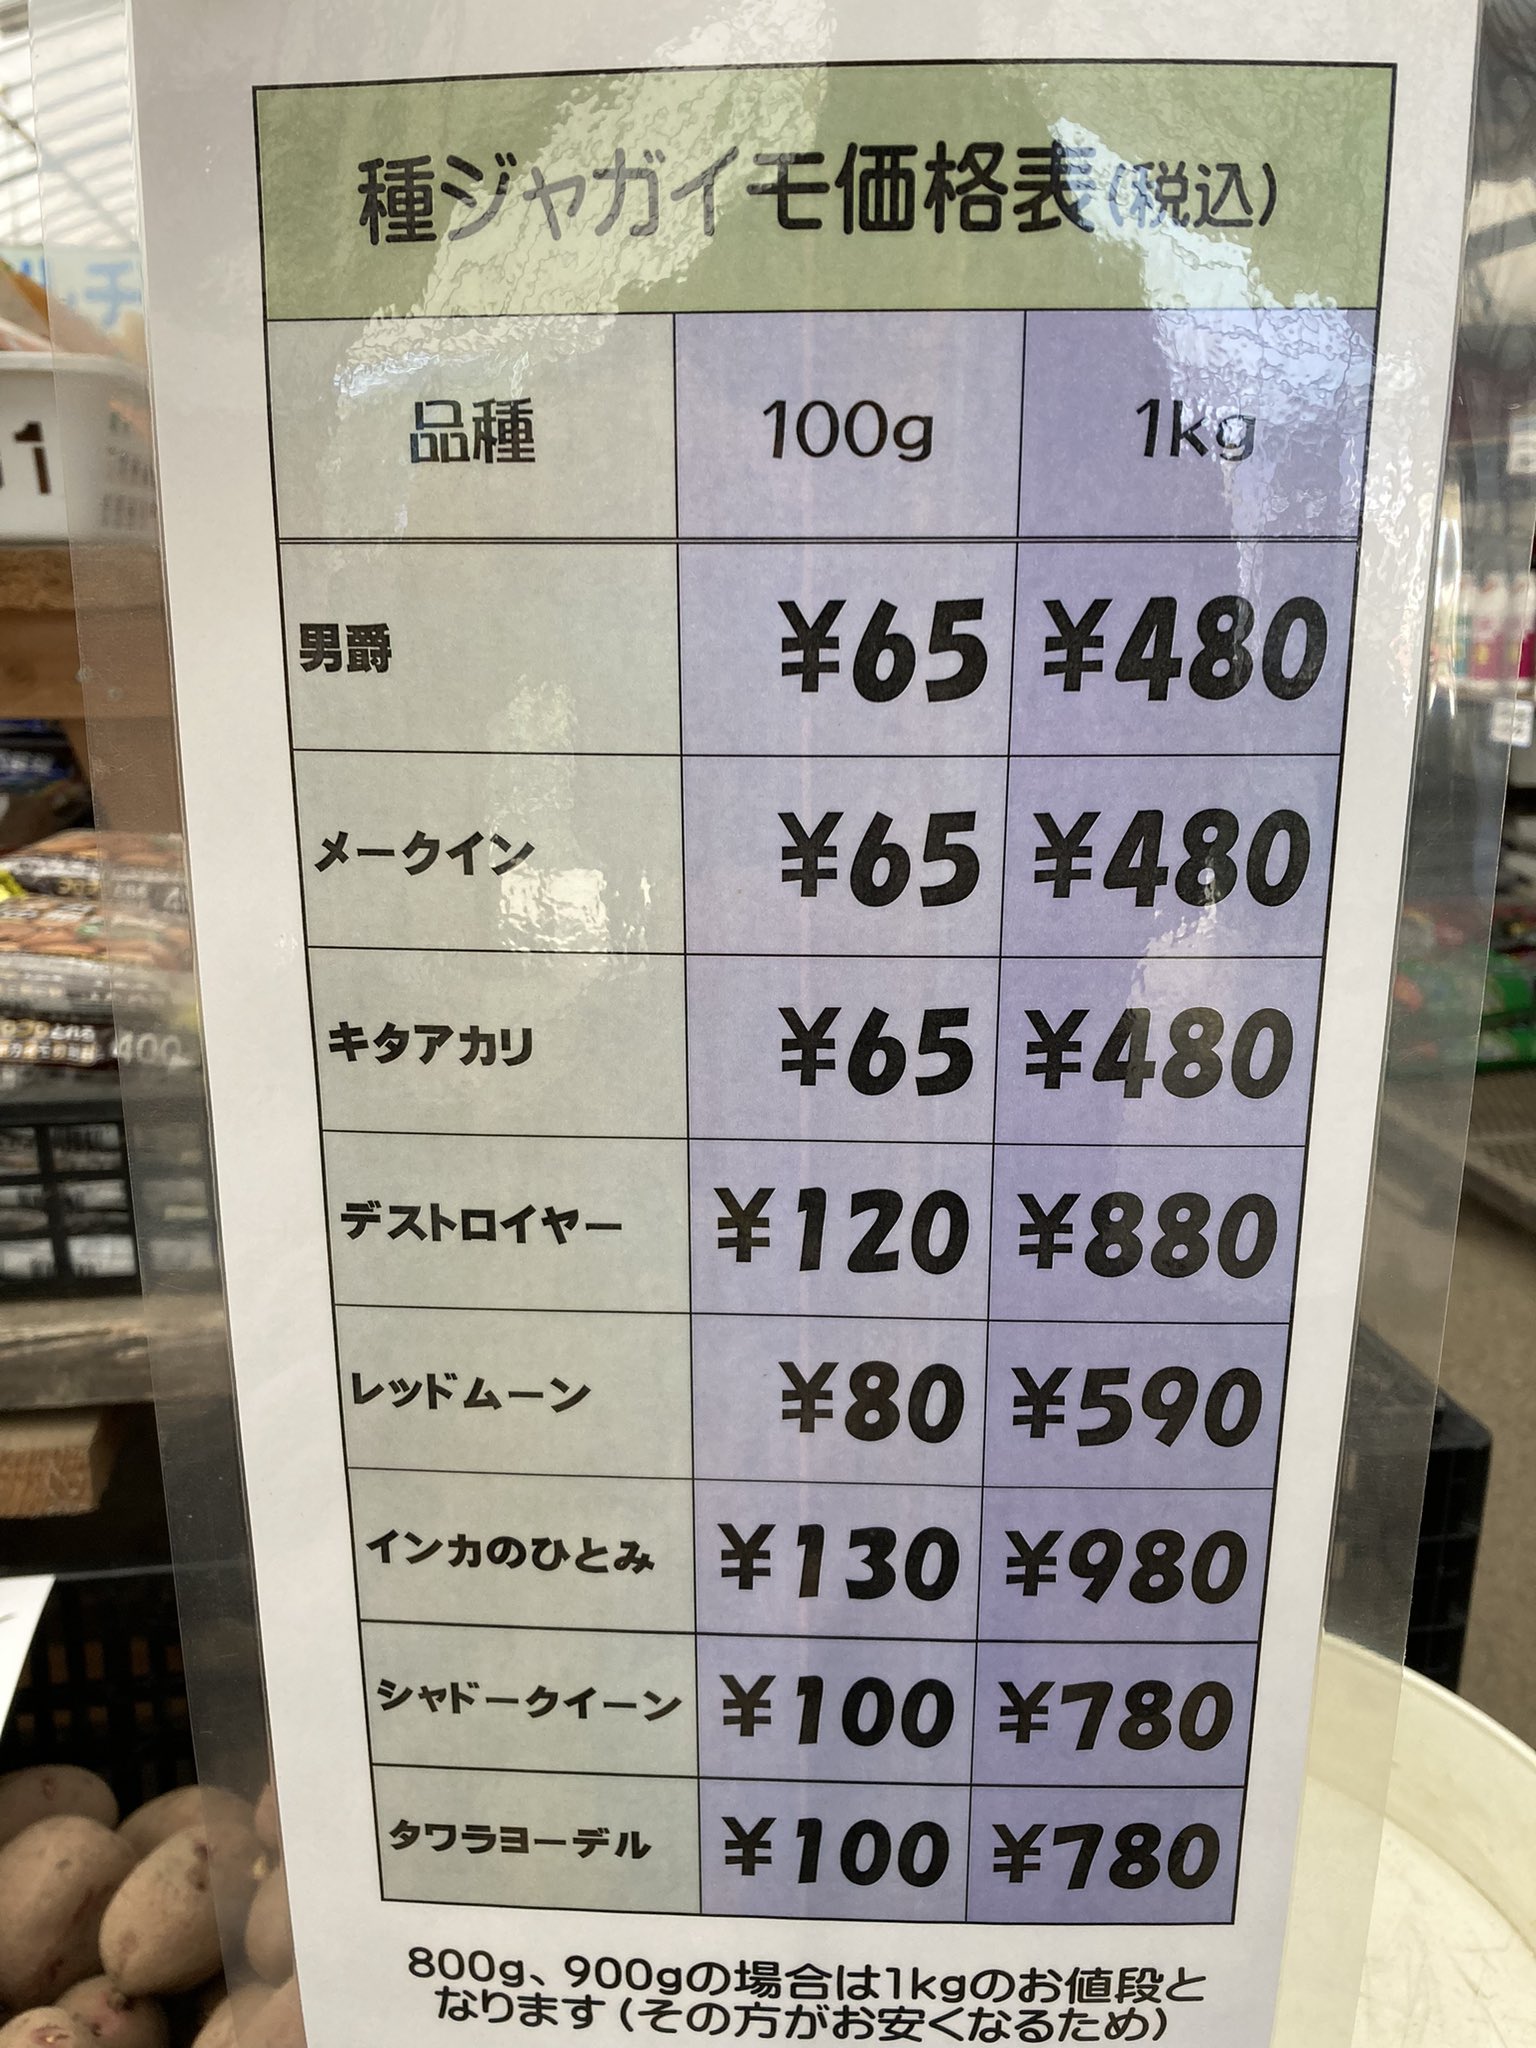 種ジャガイモ価格表(税込)
品種 100g 1kg
男爵 ¥65 ¥480
メークイン ¥65 ¥480
キタアカリ ¥65 ¥480
デストロイヤー ¥120 ¥880
レッドムーン ¥80 ¥590
インカのひとみ ¥130 ¥980
シャドークイーン ¥100 ¥780
タワラヨーデル ¥100 ¥780
800g、900gの場合は1kgのお値段と
なります(その方がお安くなるため)